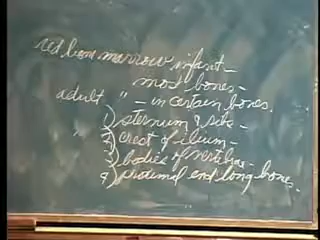 red bone marrow infant -
most bones -
adult " - in certain bones.
1) sternum & ribs -
" 2) crest of ilium -
3) bodies of vertebrae -
4) proximal end long bones.